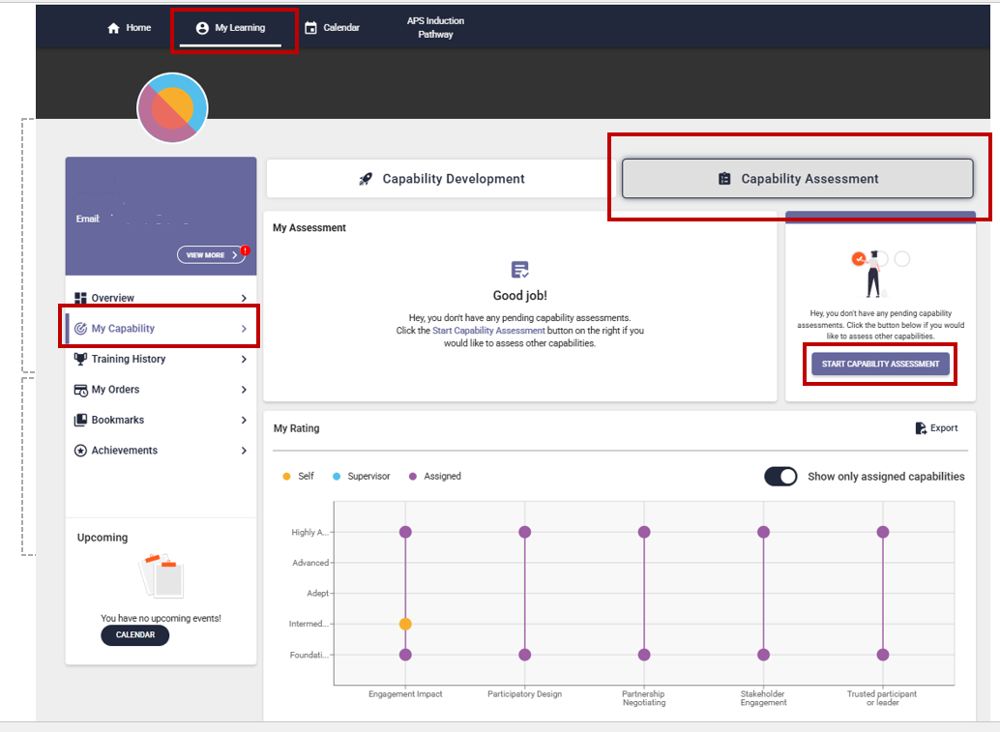 Home
My Learning
Calendar
APS Induction
Pathway
Capability Development
Capability Assessment
Email:
VIEW MORE
!
Overview
My Capability
Training History
My Orders
Bookmarks
Achievements
Upcoming
You have no upcoming events!
CALENDAR
My Assessment
Good job!
Hey, you don't have any pending capability assessments.
Click the Start Capability Assessment button on the right if you
would like to assess other capabilities.
Hey, you don't have any pending capability
assessments. Click the button below if you would
like to assess other capabilities.
START CAPABILITY ASSESSMENT
My Rating
Export
Self
Supervisor
Assigned
Show only assigned capabilities
Highly A...
Advanced
Adept
Intermed...
Foundati...
Engagement Impact
Participatory Design
Partnership
Negotiating
Stakeholder
Engagement
Trusted participant
or leader